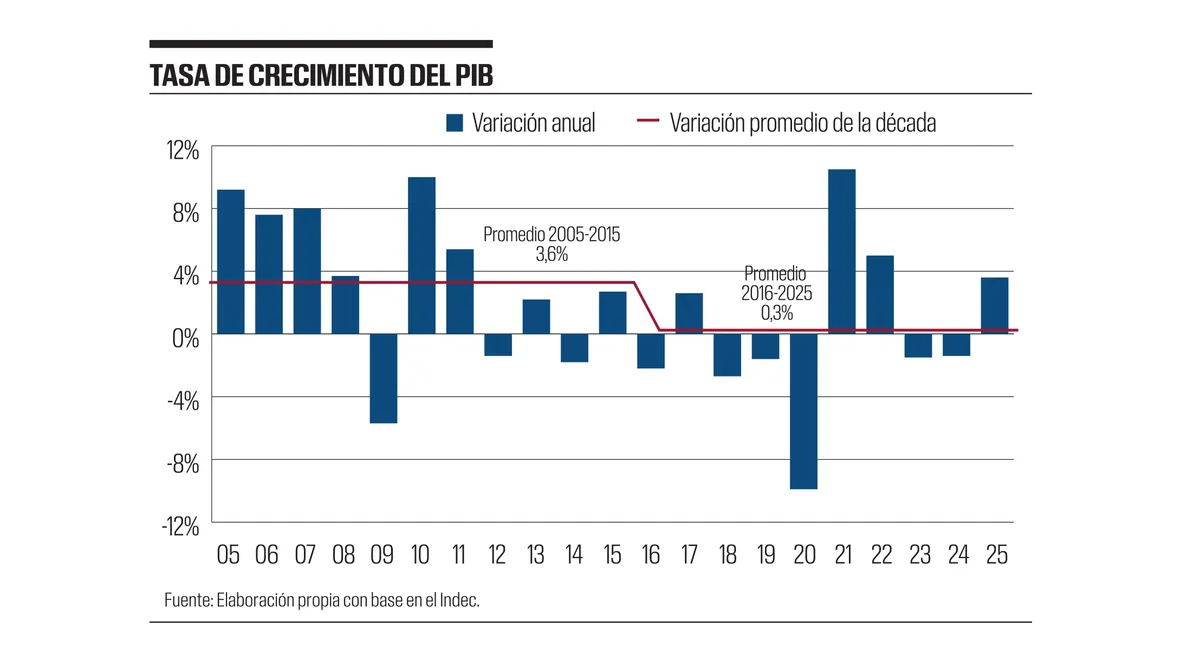 TASA DE CRECIMIENTO DEL PIB
Variación anual
Variación promedio de la década
12%
8%
4%
0%
-4%
-8%
-12%
Promedio 2005-2015
3,6%
Promedio
2016-2025
0,3%
05 06 07 08 09 10 11 12 13 14 15 16 17 18 19 20 21 22 23 24 25
Fuente: Elaboración propia con base en el Indec.